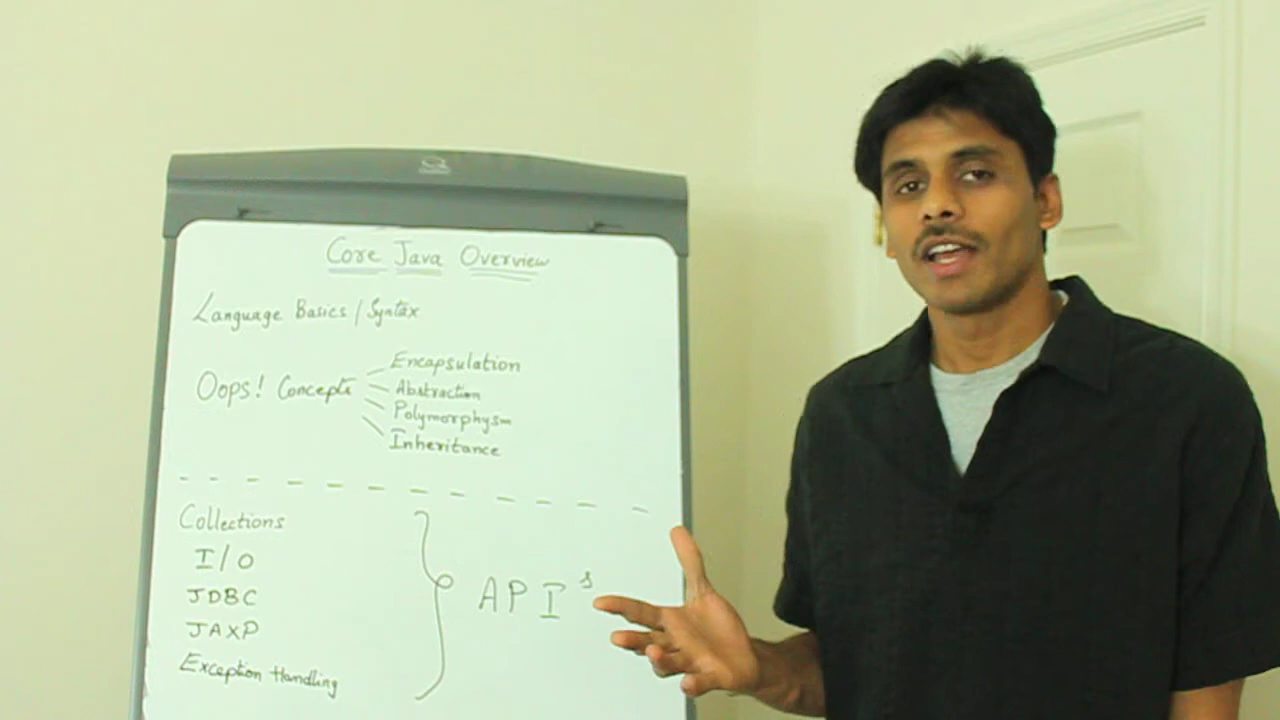 Core Java Overview
Language Basics / Syntax
Oops! Concepts
Encapsulation
Abstraction
Polymorphysm
Inheritance
Collections
I/O
JDBC
JAXP
Exception Handling
API's